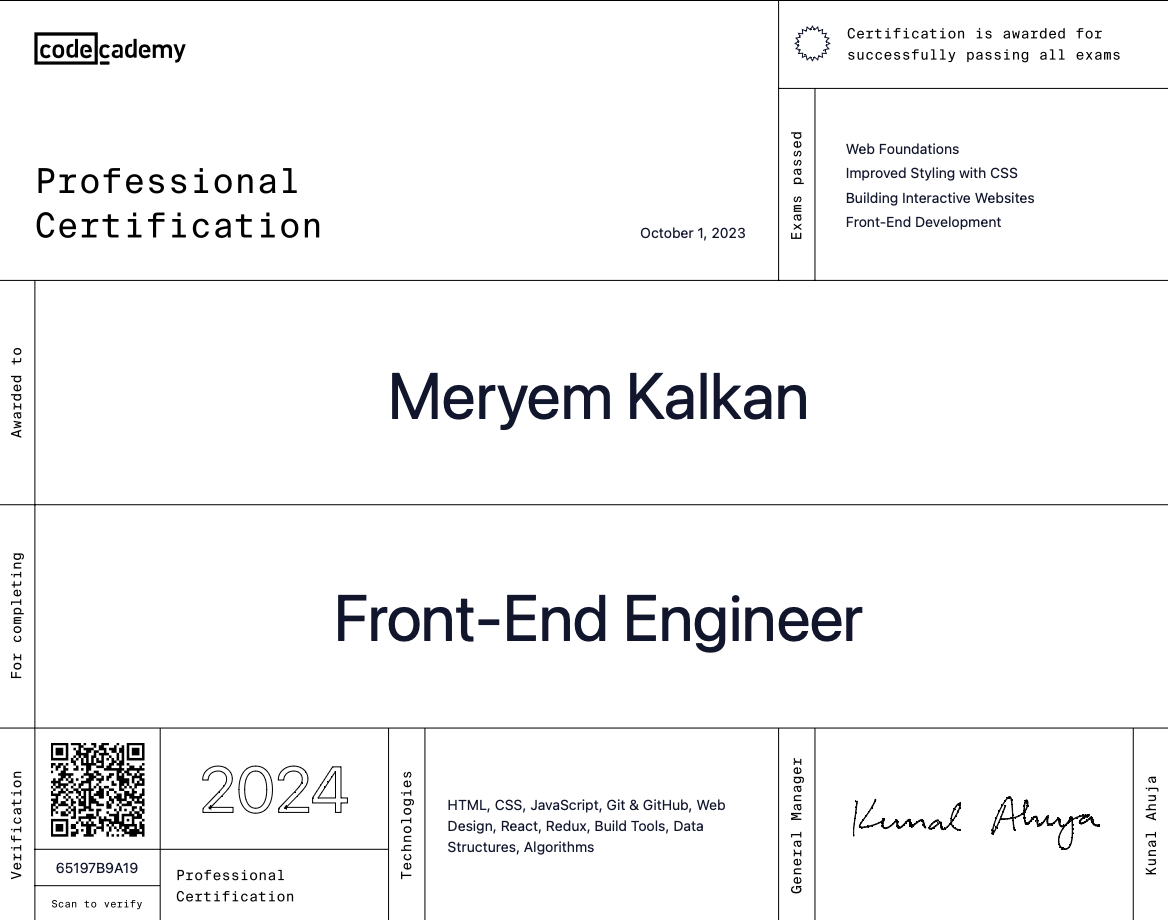 codecademy
Professional
Certification
October 1, 2023
Certification is awarded for
successfully passing all exams
Exams passed
Web Foundations
Improved Styling with CSS
Building Interactive Websites
Front-End Development
Awarded to
Meryem Kalkan
For completing
Front-End Engineer
Verification
65197B9A19
Scan to verify
2024
Professional
Certification
Technologies
HTML, CSS, JavaScript, Git & GitHub, Web
Design, React, Redux, Build Tools, Data
Structures, Algorithms
General Manager
Kunal Ahuja
Kunal Ahuja